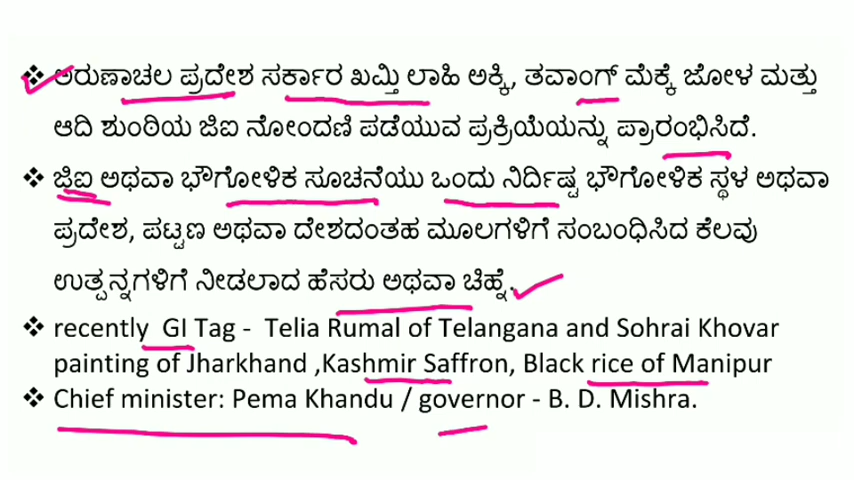 ❖ ಅರುಣಾಚಲ ಪ್ರದೇಶ ಸರ್ಕಾರ ಖಮ್ತಿ ಲಾಹಿ ಅಕ್ಕಿ, ತವಾಂಗ್ ಮೆಕ್ಕೆ ಜೋಳ ಮತ್ತು
ಆದಿ ಶುಂಠಿಯ ಜಿಐ ನೋಂದಣಿ ಪಡೆಯುವ ಪ್ರಕ್ರಿಯೆಯನ್ನು ಪ್ರಾರಂಭಿಸಿದೆ.
❖ ಜಿಐ ಅಥವಾ ಭೌಗೋಳಿಕ ಸೂಚನೆಯು ಒಂದು ನಿರ್ದಿಷ್ಟ ಭೌಗೋಳಿಕ ಸ್ಥಳ ಅಥವಾ
ಪ್ರದೇಶ, ಪಟ್ಟಣ ಅಥವಾ ದೇಶದಂತಹ ಮೂಲಗಳಿಗೆ ಸಂಬಂಧಿಸಿದ ಕೆಲವು
ಉತ್ಪನ್ನಗಳಿಗೆ ನೀಡಲಾದ ಹೆಸರು ಅಥವಾ ಚಿಹ್ನೆ.
❖ recently GI Tag - Telia Rumal of Telangana and Sohrai Khovar
painting of Jharkhand ,Kashmir Saffron, Black rice of Manipur
❖ Chief minister: Pema Khandu / governor - B. D. Mishra.